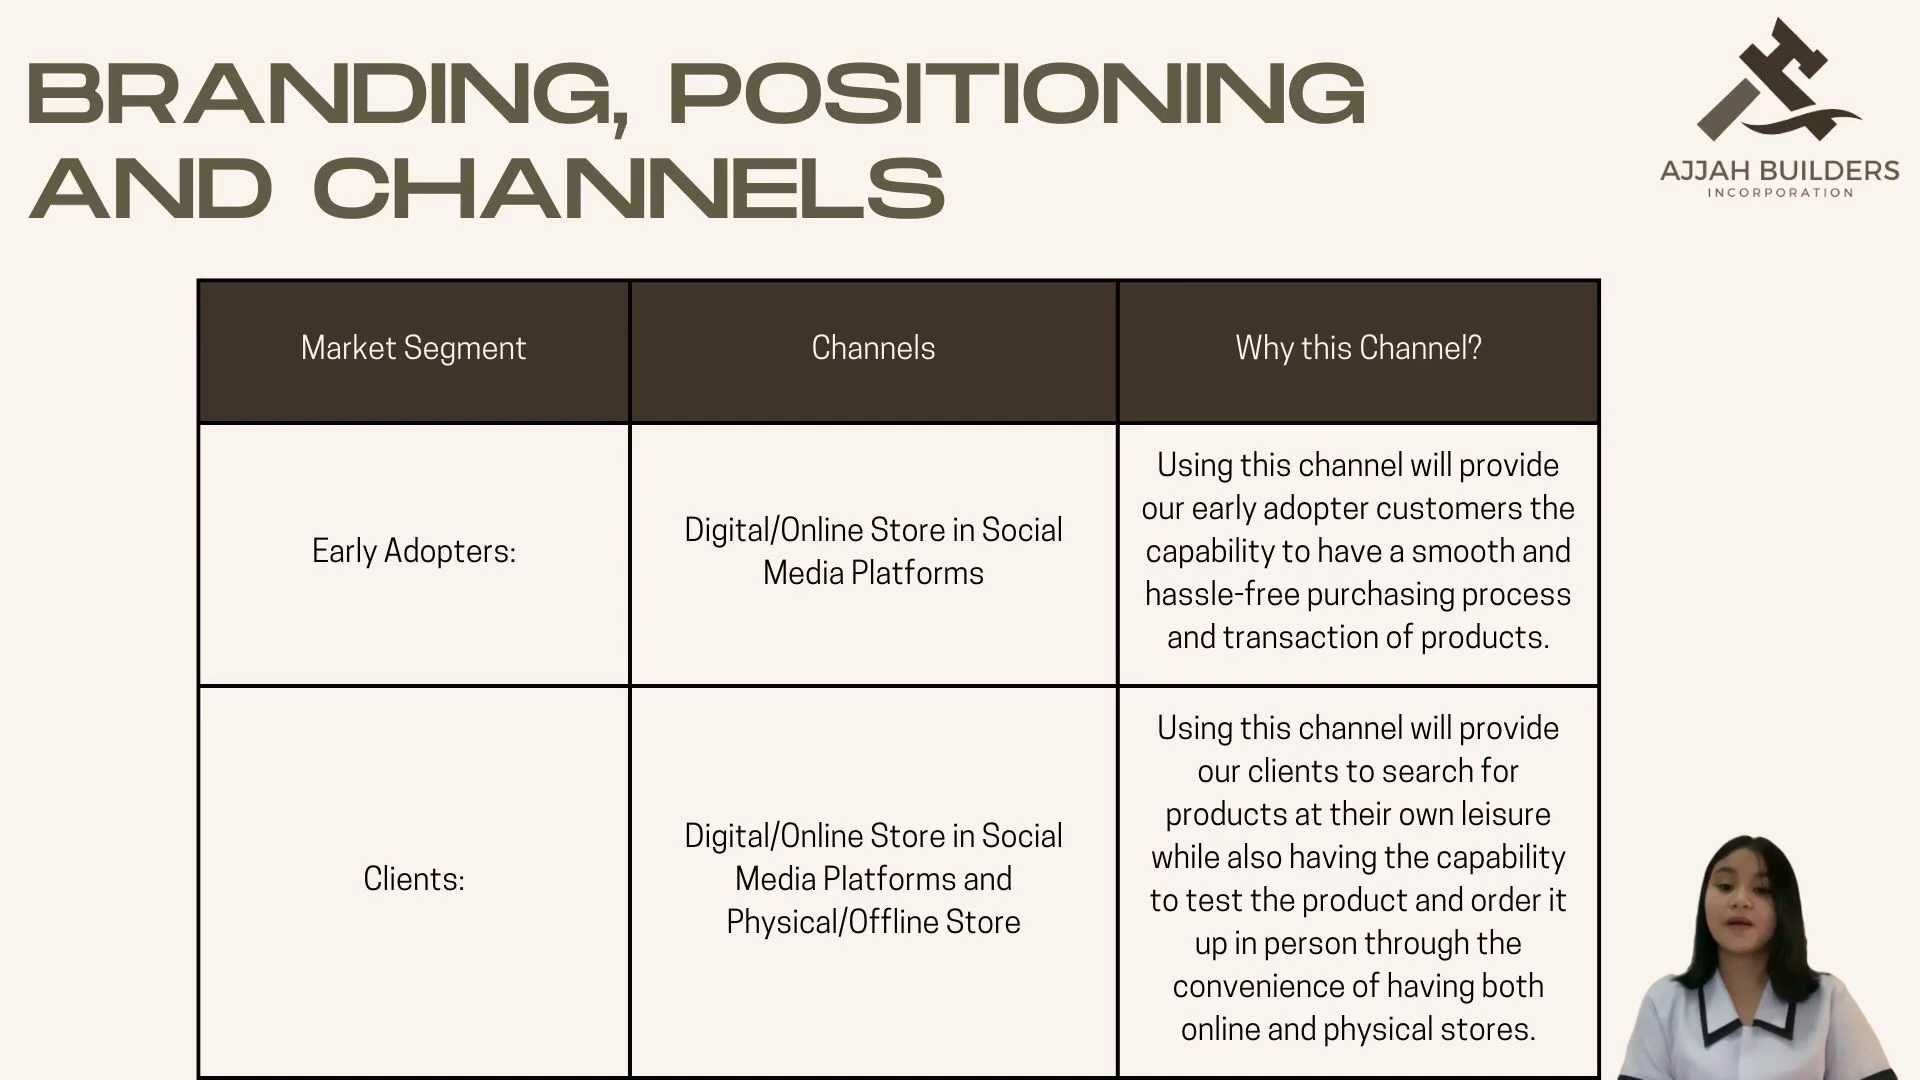 BRANDING, POSITIONING
AND CHANNELS
AJJAH BUILDERS
INCORPORATION
Market Segment
Channels
Why this Channel?
Early Adopters:
Digital/Online Store in Social
Media Platforms
Using this channel will provide
our early adopter customers the
capability to have a smooth and
hassle-free purchasing process
and transaction of products.
Clients:
Digital/Online Store in Social
Media Platforms and
Physical/Offline Store
Using this channel will provide
our clients to search for
products at their own leisure
while also having the capability
to test the product and order it
up in person through the
convenience of having both
online and physical stores.